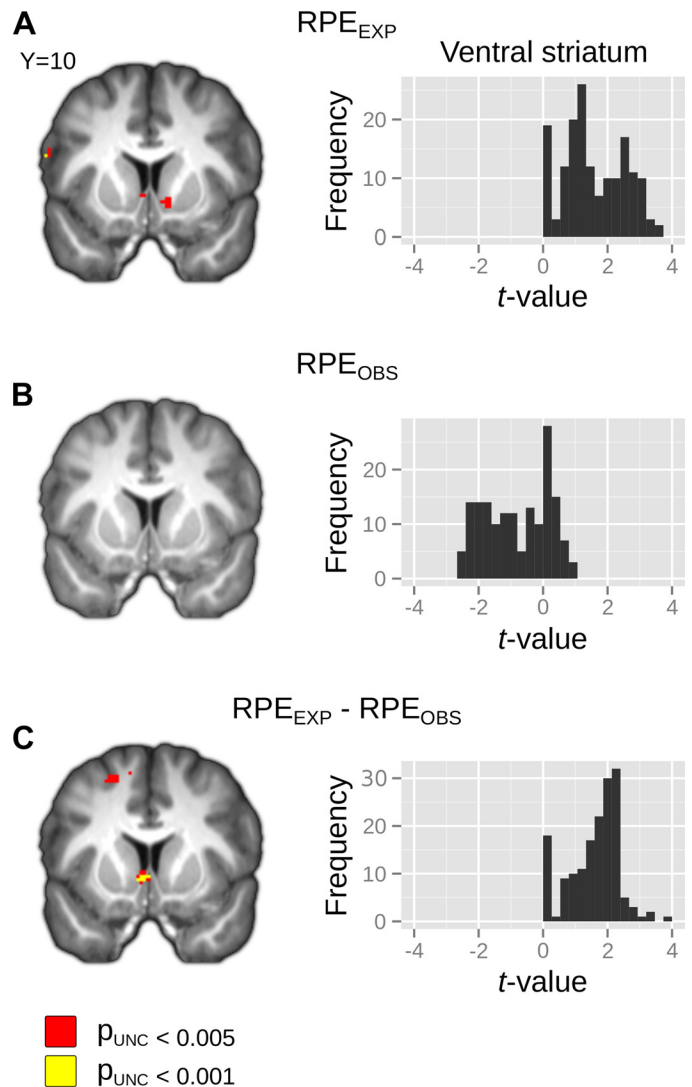 A
RPE_EXP
Y=10
Ventral striatum
Frequency
20
10
0
-4 -2 0 2 4
t-value
RPE_OBS
B
Frequency
20
10
0
-4 -2 0 2 4
t-value
RPE_EXP - RPE_OBS
C
Frequency
30
20
10
0
-4 -2 0 2 4
t-value
p_UNC < 0.005
p_UNC < 0.001